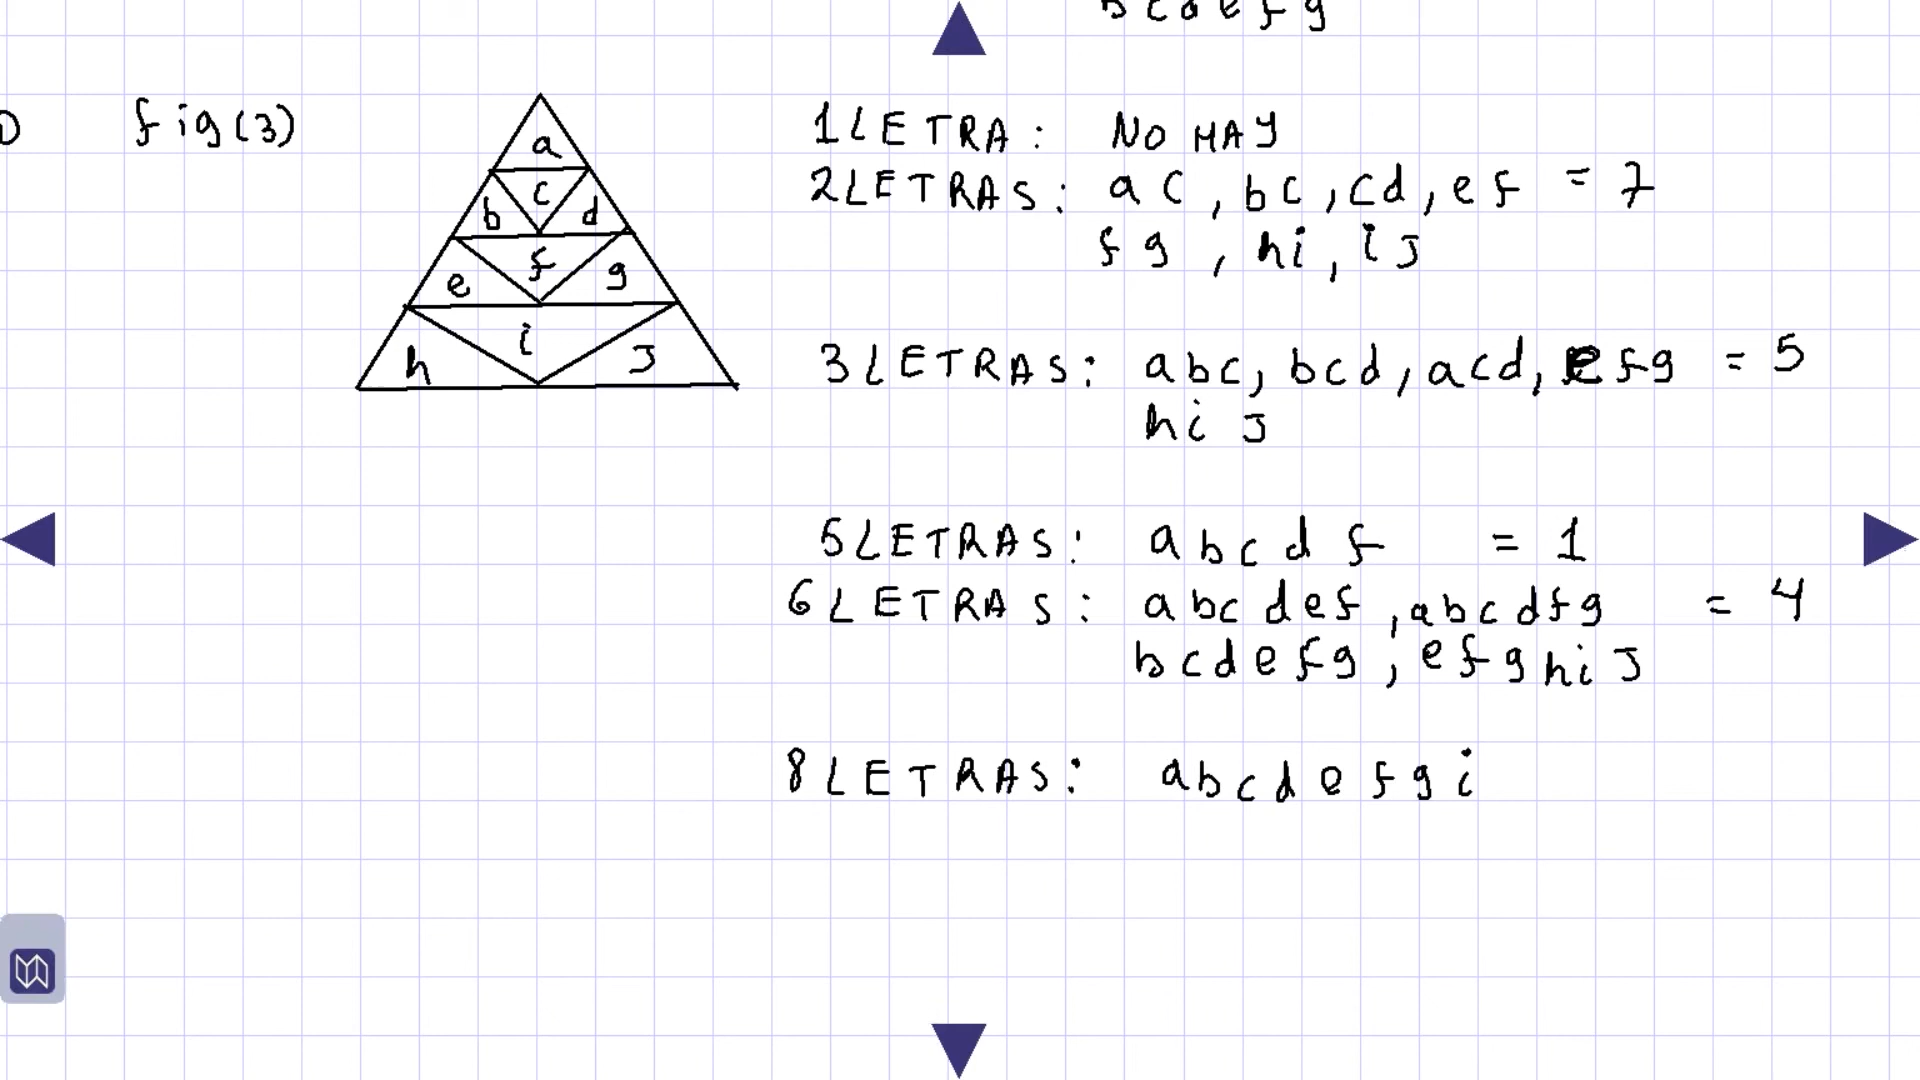 bcdefg
fig(3)
a
c
b d
f
e g
i
h J
1LETRA: NO HAY
2LETRAS: ac, bc, cd, ef = 7
fg, hi, iJ
3LETRAS: abc, bcd, acd, efg = 5
hiJ
5LETRAS: abcdf = 1
6LETRAS: abcdef, abcdfg = 4
bcdefg, efghiJ
8LETRAS: abcdefgi